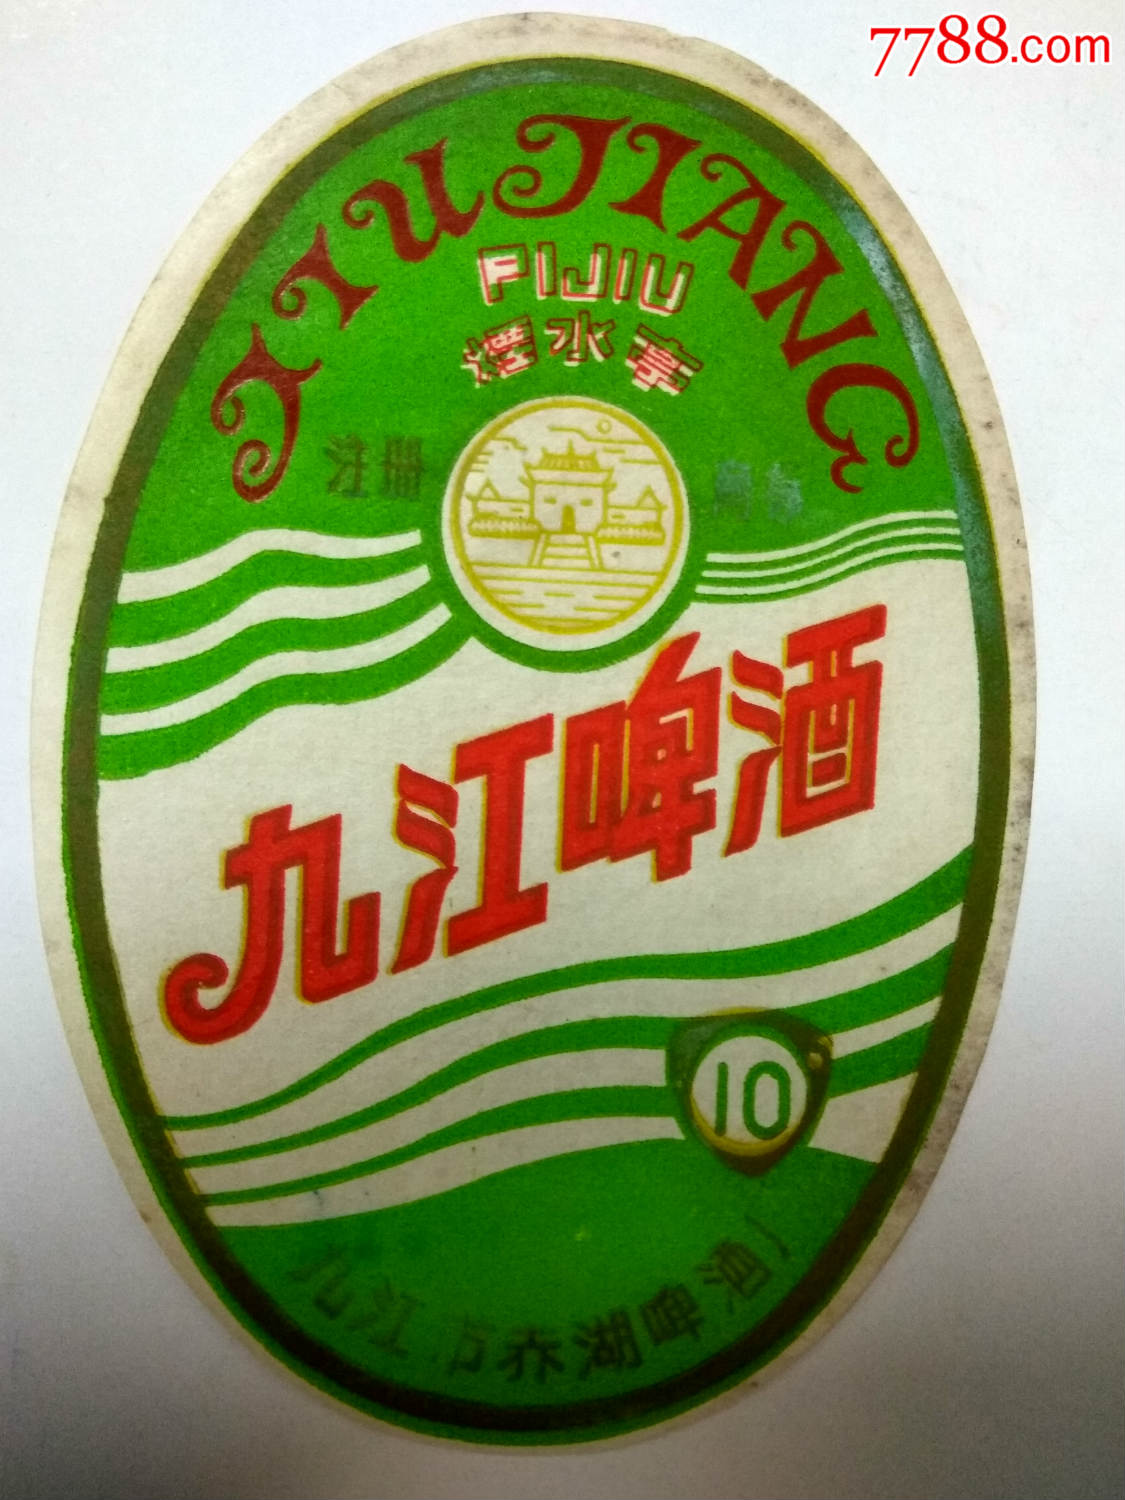 7788.com
JIUJIANG
PIJIU
煙水亭
注册 商标
九江啤酒
10
九江市赤湖啤酒厂